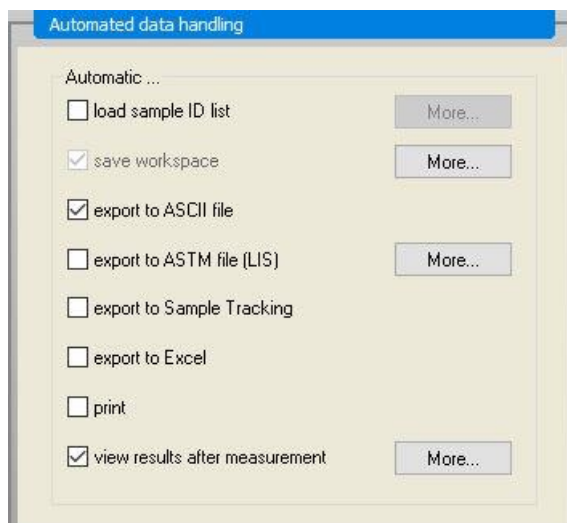 Automated data handling
Automatic ...
load sample ID list More...
save workspace More...
export to ASCII file
export to ASTM file (LIS) More...
export to Sample Tracking
export to Excel
print
view results after measurement More...